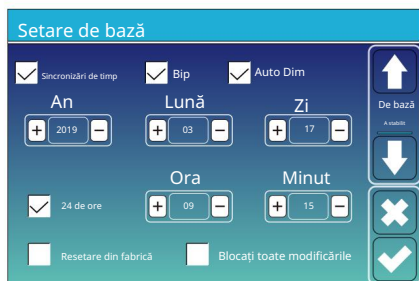 Setare de bază
Sincronizări de timp
Bip
Auto Dim
An
Lună
Zi
+ 2019 −
+ 03 −
+ 17 −
Ora
Minut
24 de ore
+ 09 −
+ 15 −
Resetare din fabrică
Blocați toate modificările
De bază
A stabilit